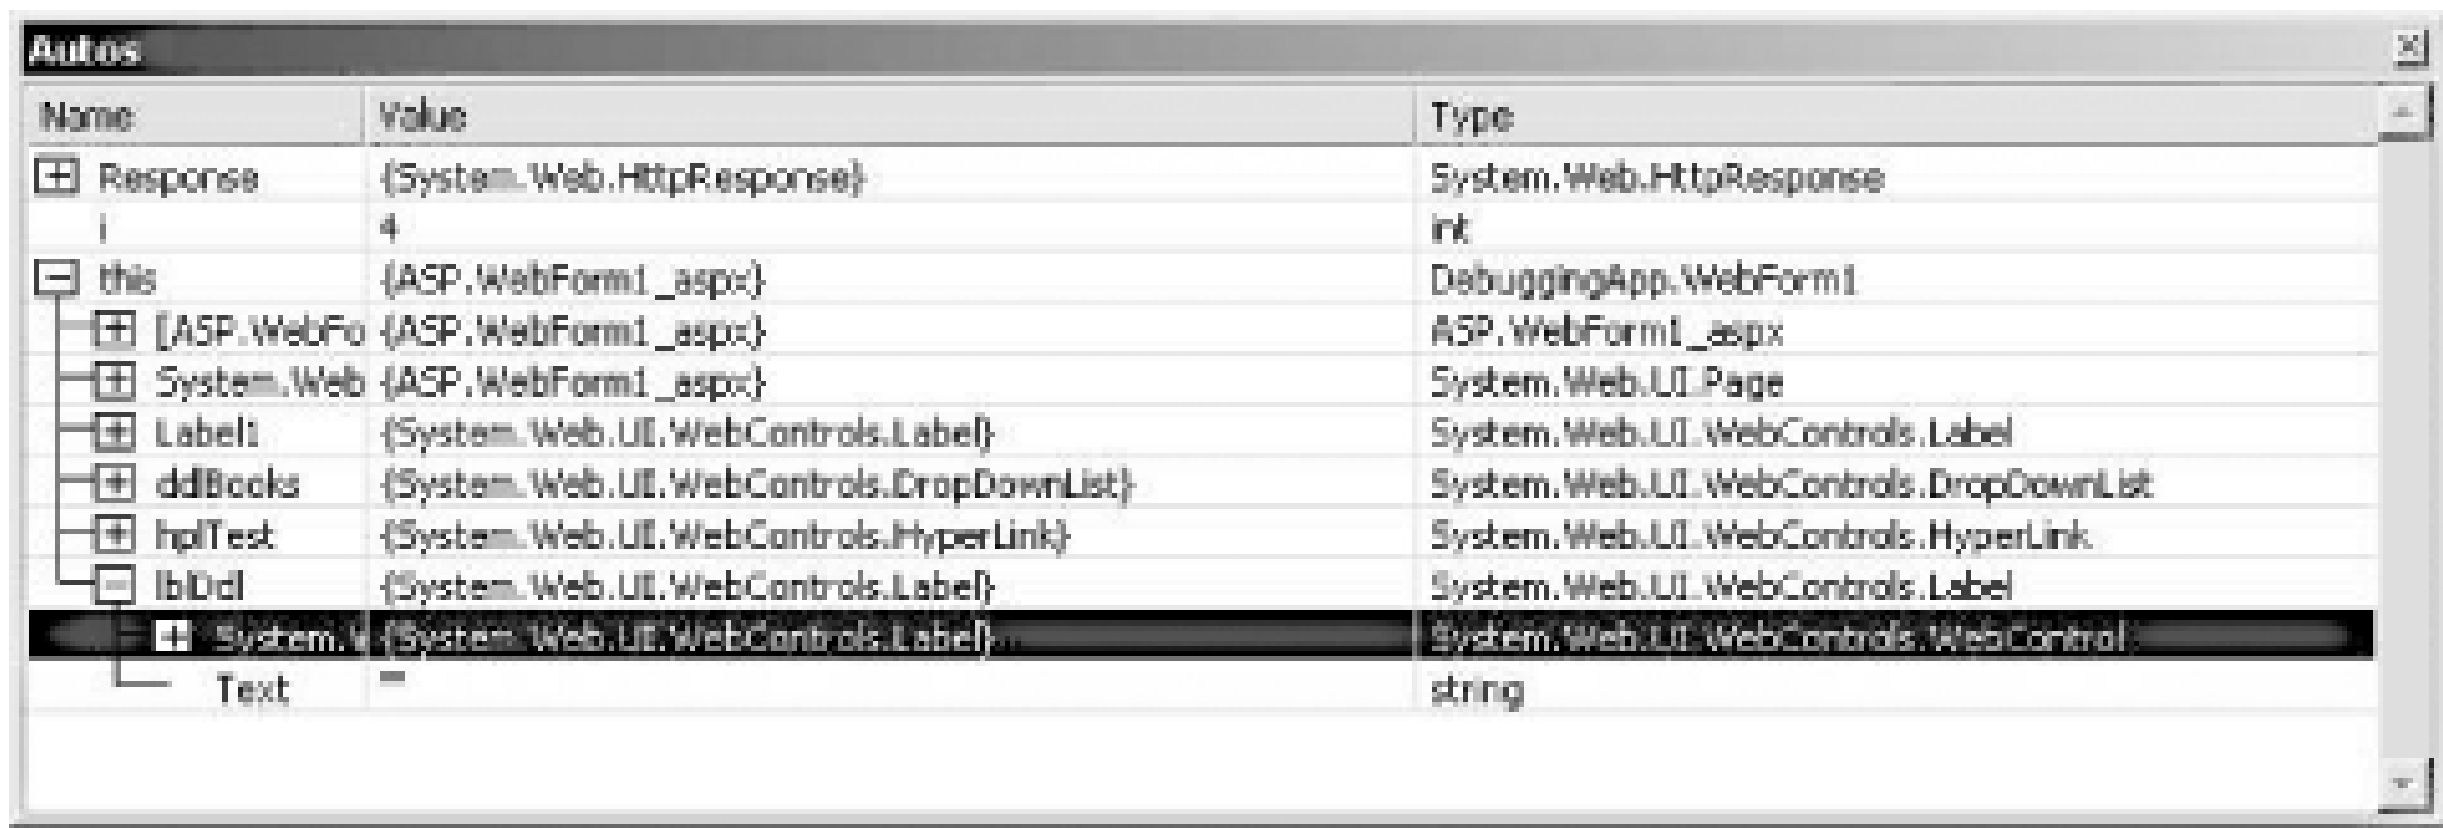 Autos
Name Value Type
Response {System.Web.HttpResponse} System.Web.HttpResponse
i 4 int
this {ASP.WebForm1_aspx} DebuggingApp.WebForm1
[ASP.WebFo {ASP.WebForm1_aspx} ASP.WebForm1_aspx
System.Web {ASP.WebForm1_aspx} System.Web.UI.Page
Label1 {System.Web.UI.WebControls.Label} System.Web.UI.WebControls.Label
ddlBooks {System.Web.UI.WebControls.DropDownList} System.Web.UI.WebControls.DropDownList
hplTest {System.Web.UI.WebControls.HyperLink} System.Web.UI.WebControls.HyperLink
lblDdl {System.Web.UI.WebControls.Label} System.Web.UI.WebControls.Label
System.W {System.Web.UI.WebControls.Label} System.Web.UI.WebControls.WebControl
Text "" string